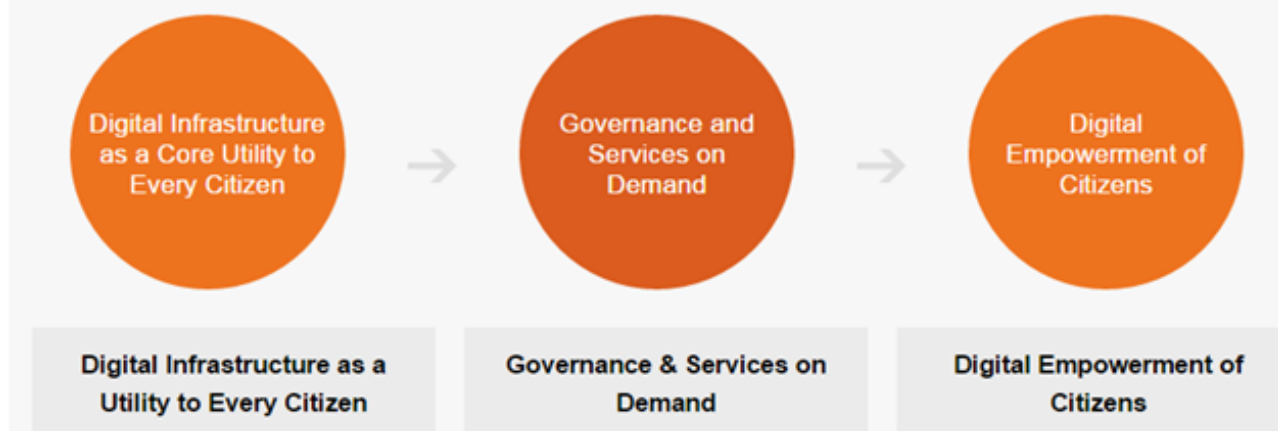 Digital Infrastructure
as a Core Utility to
Every Citizen
Governance and
Services on
Demand
Digital
Empowerment of
Citizens
Digital Infrastructure as a
Utility to Every Citizen
Governance & Services on
Demand
Digital Empowerment of
Citizens